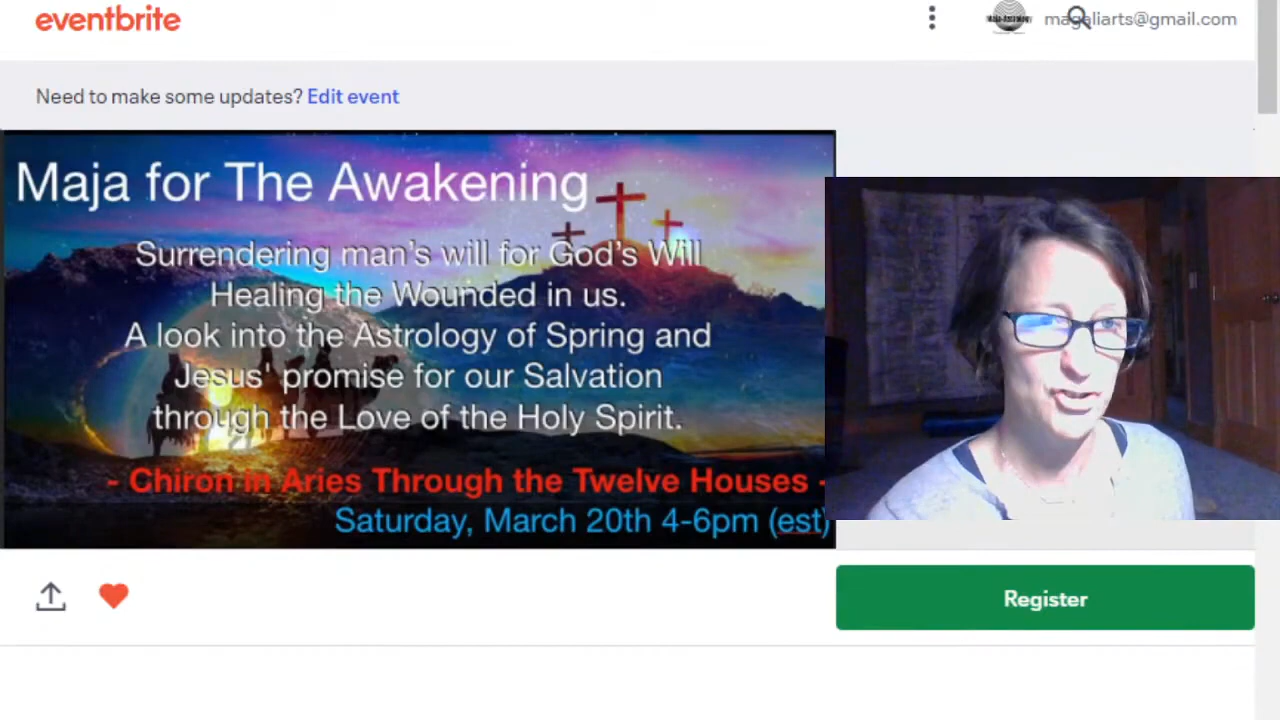 eventbrite
magaliarts@gmail.com
Need to make some updates? Edit event
Maja for The Awakening
Surrendering man's will for God's Will
Healing the Wounded in us.
A look into the Astrology of Spring and
Jesus' promise for our Salvation
through the Love of the Holy Spirit.
- Chiron in Aries Through the Twelve Houses -
Saturday, March 20th 4-6pm (est)
Register